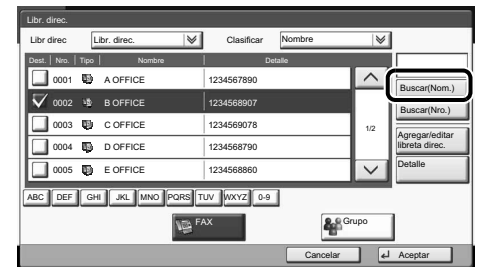 Libr. direc.
Libr direc Libr. direc. Clasificar Nombre
Dest. Nro. Tipo Nombre Detalle
0001 A OFFICE 1234567890
Buscar(Nom.)
0002 B OFFICE 1234568907
Buscar(Nro.)
0003 C OFFICE 1234569078
1/2
Agregar/editar
libreta direc.
0004 D OFFICE 1234568790
Detalle
0005 E OFFICE 1234568860
ABC DEF GHI JKL MNO PQRS TUV WXYZ 0-9
FAX Grupo
Cancelar Aceptar